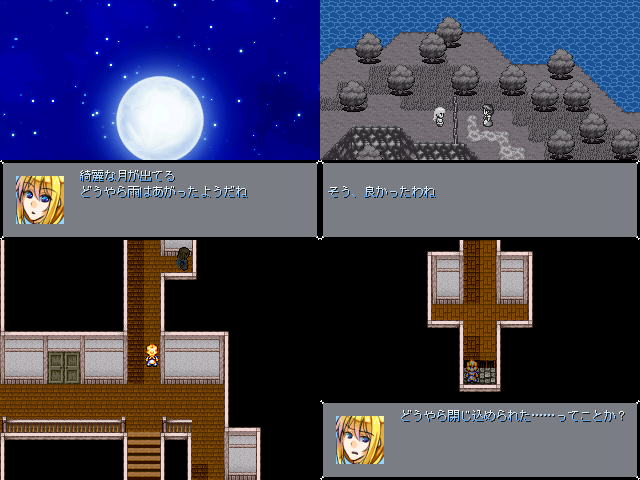 綺麗な月が出てる
どうやら雨はあがったようだね
そう、良かったわね
どうやら閉じ込められた……ってことか？